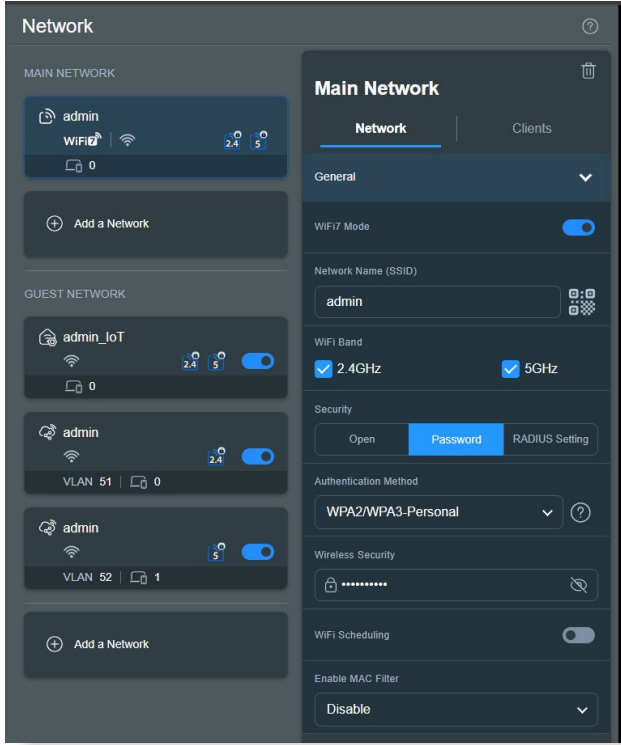 Network
MAIN NETWORK
admin
WiFi7
2.4 5
0
Add a Network
GUEST NETWORK
admin_IoT
2.4 5
0
admin
2.4
VLAN 51 0
admin
5
VLAN 52 1
Add a Network
Main Network
Network Clients
General
WiFi7 Mode
Network Name (SSID)
admin
WiFi Band
2.4GHz 5GHz
Security
Open Password RADIUS Setting
Authentication Method
WPA2/WPA3-Personal
Wireless Security
••••••••••
WiFi Scheduling
Enable MAC Filter
Disable